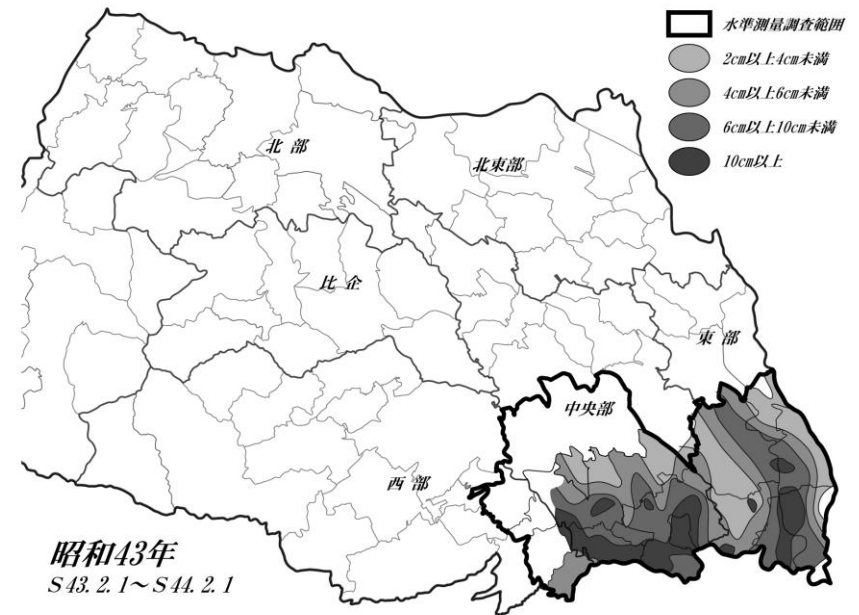 水準測量調査範囲
2cm以上4cm未満
4cm以上6cm未満
6cm以上10cm未満
10cm以上
北部
北東部
比企
東部
中央部
西部
昭和43年
S43.2.1～S44.2.1